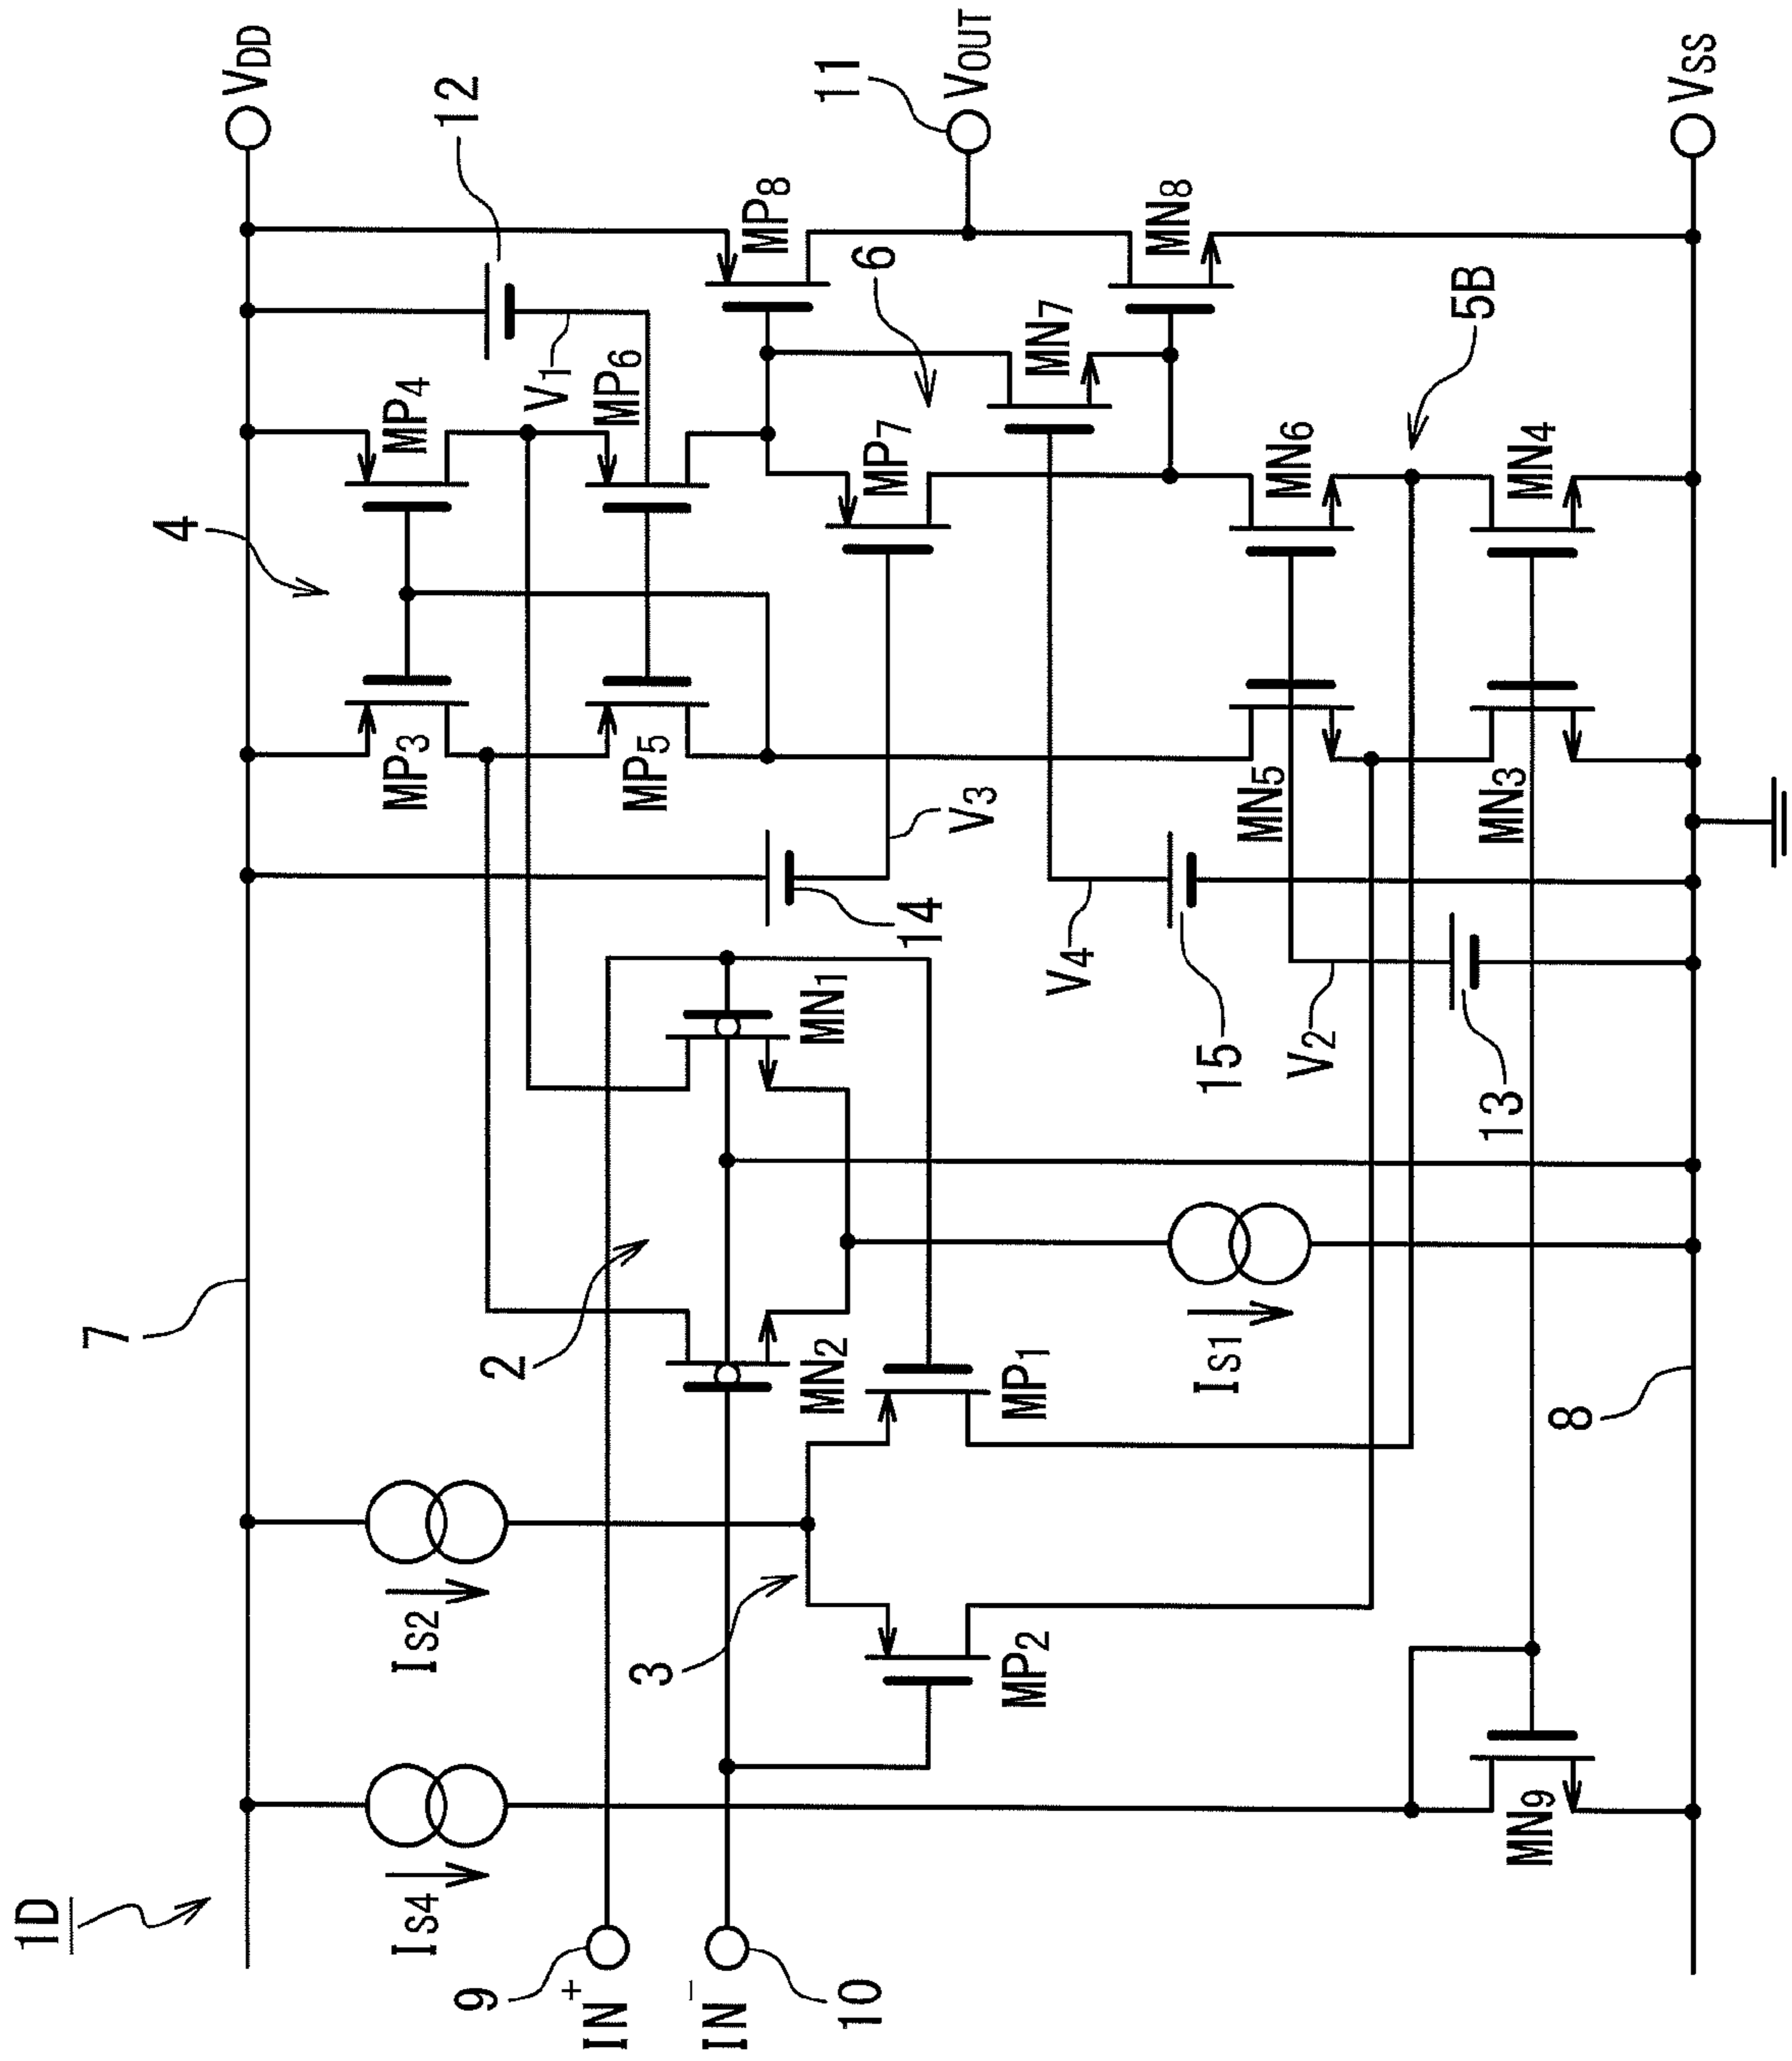 1D
7
VDD
4
12
IS4
IS2
MP3
MP4
V1
MP5
MP6
MP8
9
IN+
IN−
10
2
3
MN2
MN1
14
V3
MP7
6
11
VOUT
MP2
MP1
MN7
V4
15
MN8
IS1
MN5
MN6
V2
5B
13
MN3
MN4
MN9
8
VSS